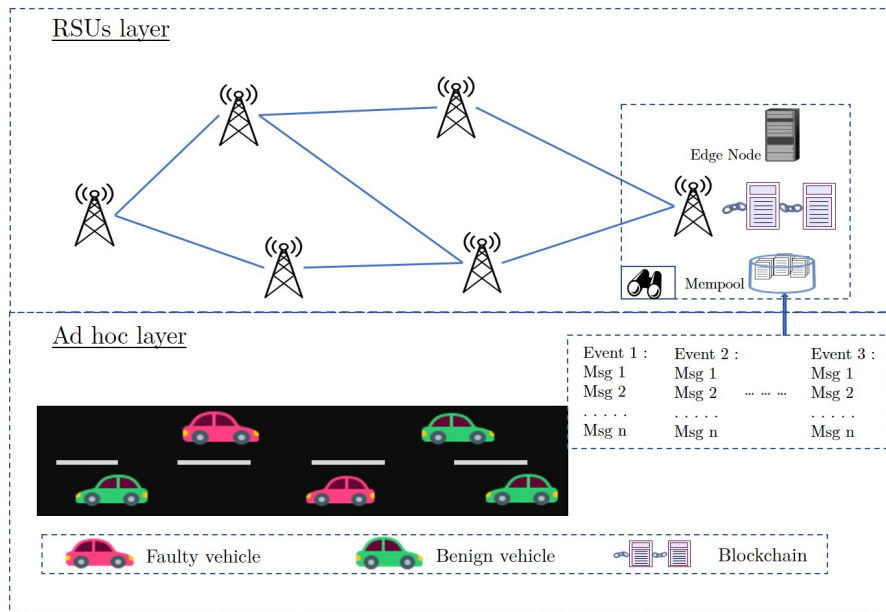 RSUs layer
Edge Node
Mempool
Ad hoc layer
Event 1 : Event 2 : Event 3 :
Msg 1 Msg 1 Msg 1
Msg 2 Msg 2 ... ... ... Msg 2
. . . . . . . . . . . . . . .
Msg n Msg n Msg n
Faulty vehicle Benign vehicle Blockchain